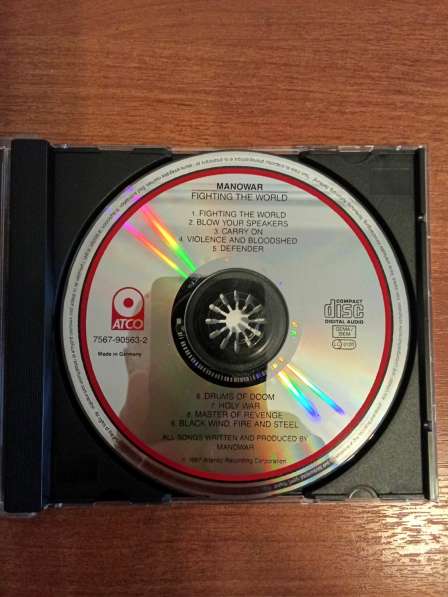 MANOWAR
FIGHTING THE WORLD
1. FIGHTING THE WORLD
2. BLOW YOUR SPEAKERS
3. CARRY ON
4. VIOLENCE AND BLOODSHED
5. DEFENDER
ATCO
7567-90563-2
Made in Germany
COMPACT
disc
DIGITAL AUDIO
GEMA/
BIEM
6. DRUMS OF DOOM
7. HOLY WAR
8. MASTER OF REVENGE
9. BLACK WIND, FIRE AND STEEL
ALL SONGS WRITTEN AND PRODUCED BY
MANOWAR
1987 Atlantic Recording Corporation